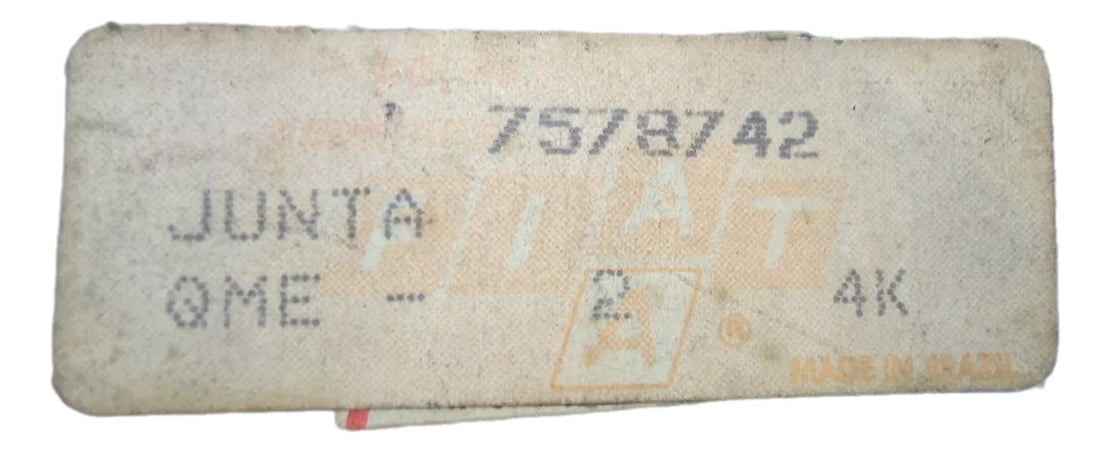 7578742
JUNTA
FIAT
QME - 2 4K
A ®
MADE IN BRAZIL